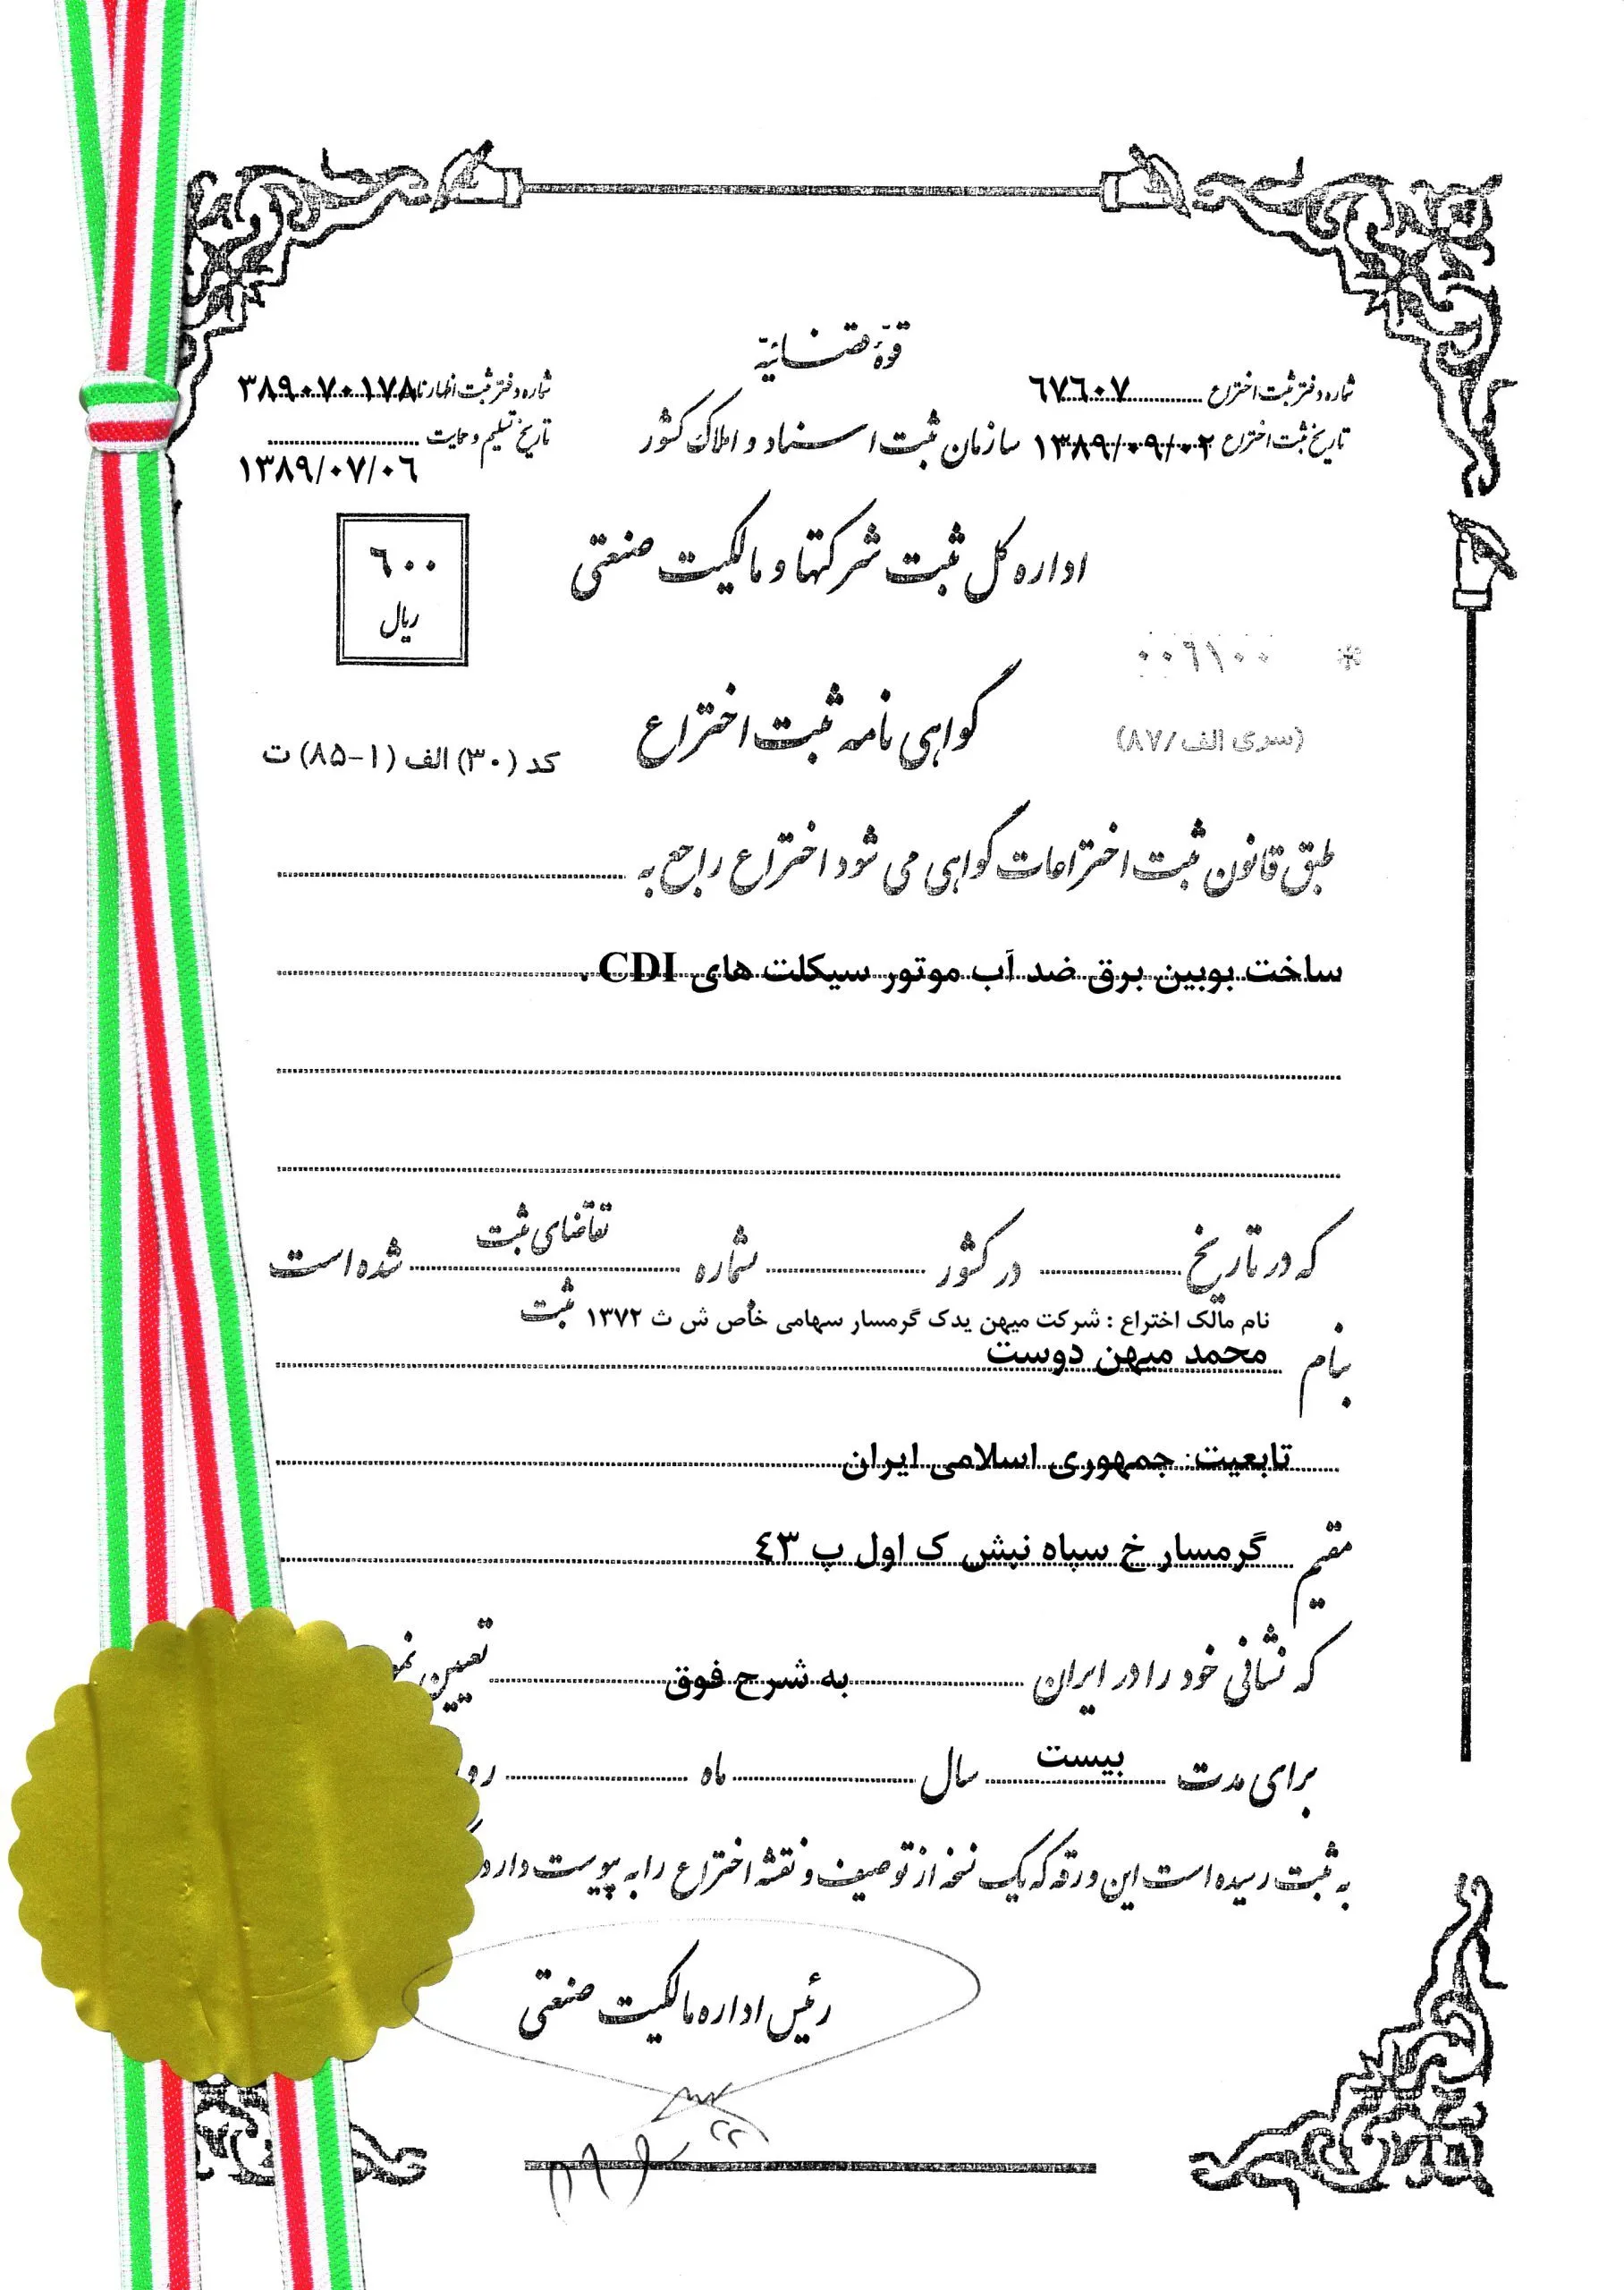 قوّهٔ قضائیّه
شماره دفتر ثبت اختراع ۶۷۶۰۷
شماره دفتر ثبت اظهارنامه ۳۸۹۰۷۰۱۷۸
سازمان ثبت اسناد و املاک کشور
تاریخ ثبت اختراع ۱۳۸۹/۰۹/۰۲
تاریخ تسلیم و حمایت
۱۳۸۹/۰۷/۰۶
اداره کل ثبت شرکتها و مالکیت صنعتی
۶۰۰
ریال
* ۰۰۶۱۰۰
گواهی نامه ثبت اختراع
(سری الف/۸۷)
کد (۳۰) الف (۱-۸۵) ت
طبق قانون ثبت اختراعات گواهی می شود اختراع راجع به
ساخت بوبین برق ضد آب موتور سیکلت های CDI .
که در تاریخ در کشور بشماره تقاضای ثبت شده است
نام مالک اختراع : شرکت میهن یدک گرمسار سهامی خاص ش ث ۱۳۷۲ ثبت
بنام محمد میهن دوست
تابعیت: جمهوری اسلامی ایران
مقیم گرمسار خ سپاه نبش ک اول پ ٤٣
که نشانی خود را در ایران به شرح فوق تعیین نمو
برای مدت بیست سال ماه رو
به ثبت رسیده است این ورقه که یک نسخه از توصیف و نقشه اختراع را به پیوست دارد
رئیس اداره مالکیت صنعتی